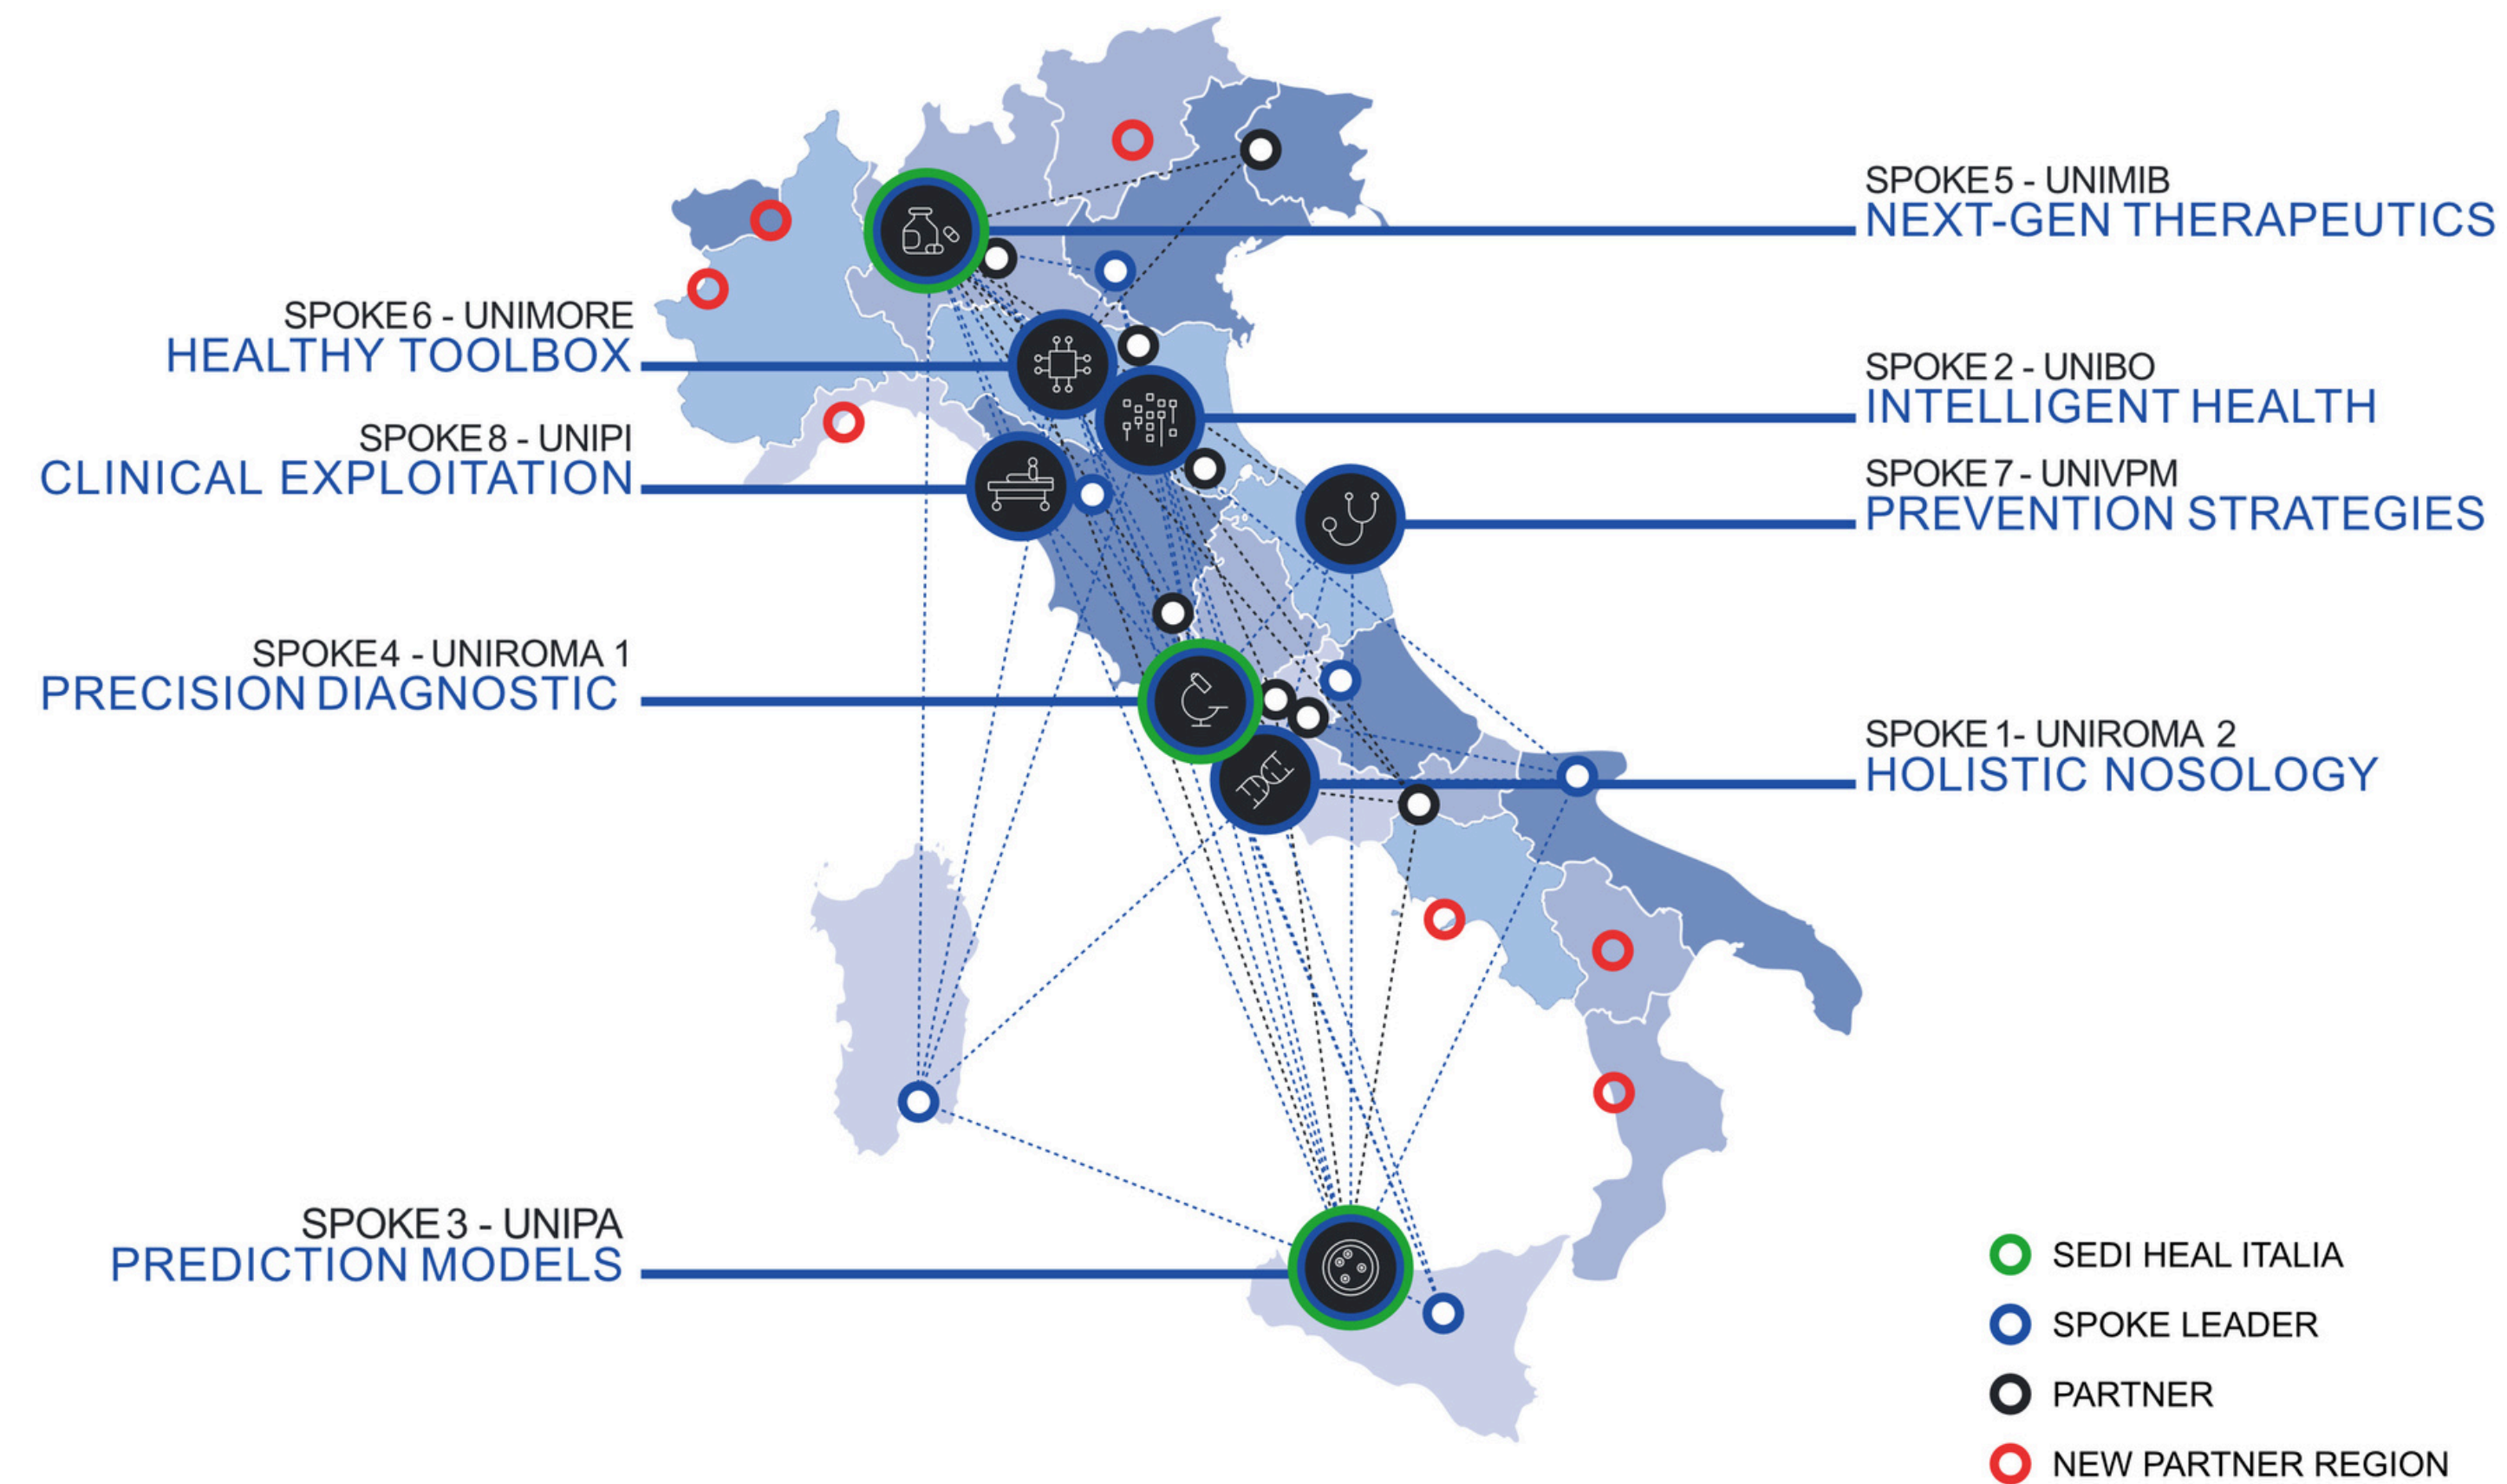 SPOKE 5 - UNIMIB
NEXT-GEN THERAPEUTICS
SPOKE 6 - UNIMORE
HEALTHY TOOLBOX
SPOKE 2 - UNIBO
INTELLIGENT HEALTH
SPOKE 8 - UNIPI
CLINICAL EXPLOITATION
SPOKE 7 - UNIVPM
PREVENTION STRATEGIES
SPOKE 4 - UNIROMA 1
PRECISION DIAGNOSTIC
SPOKE 1- UNIROMA 2
HOLISTIC NOSOLOGY
SPOKE 3 - UNIPA
PREDICTION MODELS
SEDI HEAL ITALIA
SPOKE LEADER
PARTNER
NEW PARTNER REGION